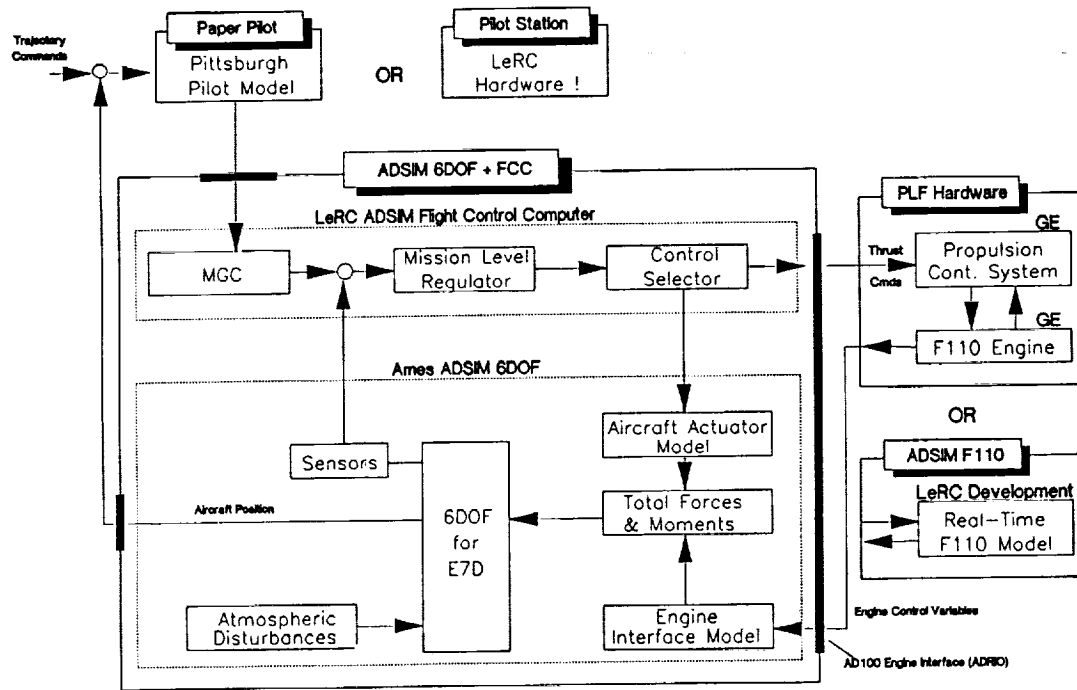 Paper Pilot
Pilot Station
Trajectory
Commands
Pittsburgh
Pilot Model
OR
LeRC
Hardware !
ADSIM 6DOF + FCC
PLF Hardware
LeRC ADSIM Flight Control Computer
GE
MGC
Mission Level
Regulator
Control
Selector
Thrust
Cmds
Propulsion
Cont. System
GE
F110 Engine
Ames ADSIM 6DOF
OR
Aircraft Actuator
Model
ADSIM F110
Sensors
LeRC Development
Aircraft Position
6DOF
for
E7D
Total Forces
& Moments
Real-Time
F110 Model
Atmospheric
Disturbances
Engine
Interface Model
Engine Control Variables
AD100 Engine Interface (ADRIO)